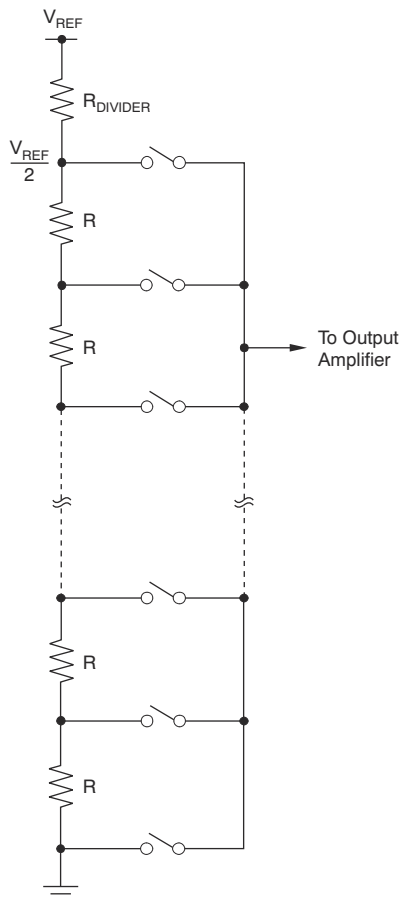 V_REF
R_DIVIDER
V_REF
2
R
R
To Output
Amplifier
R
R